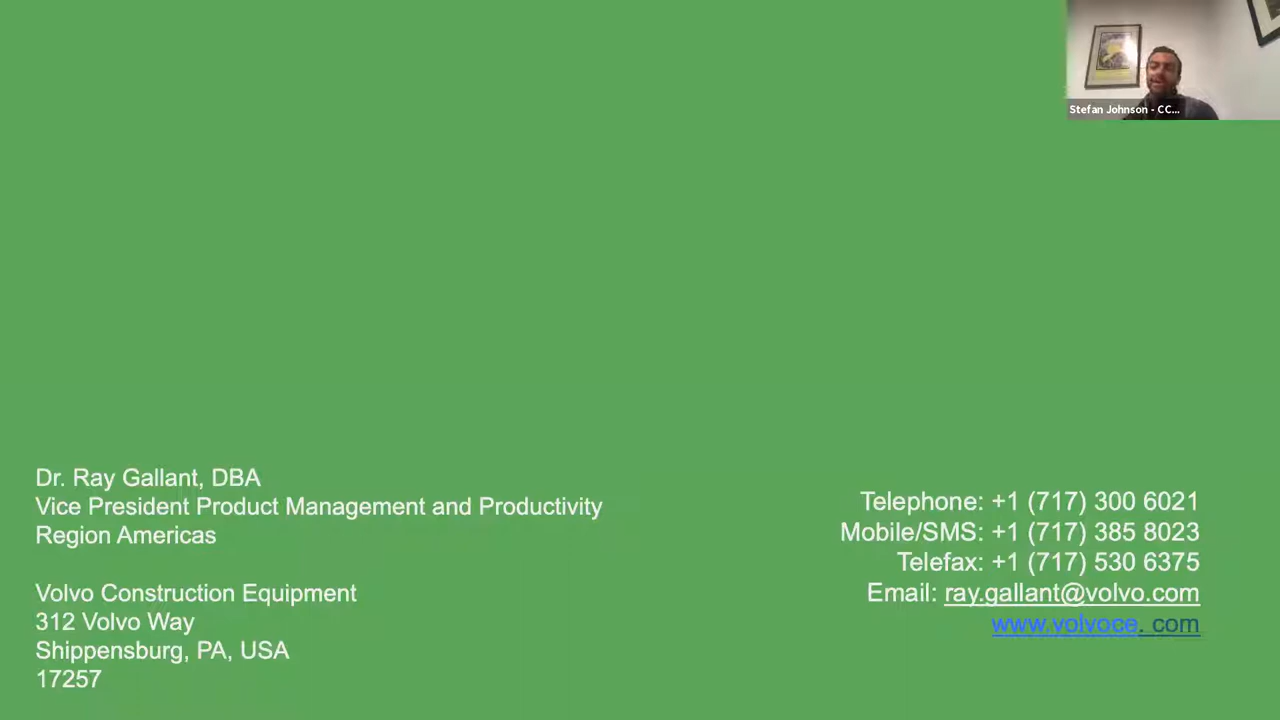 Stefan Johnson - CC...
Dr. Ray Gallant, DBA
Vice President Product Management and Productivity
Region Americas
Volvo Construction Equipment
312 Volvo Way
Shippensburg, PA, USA
17257
Telephone: +1 (717) 300 6021
Mobile/SMS: +1 (717) 385 8023
Telefax: +1 (717) 530 6375
Email: ray.gallant@volvo.com
www.volvoce. com